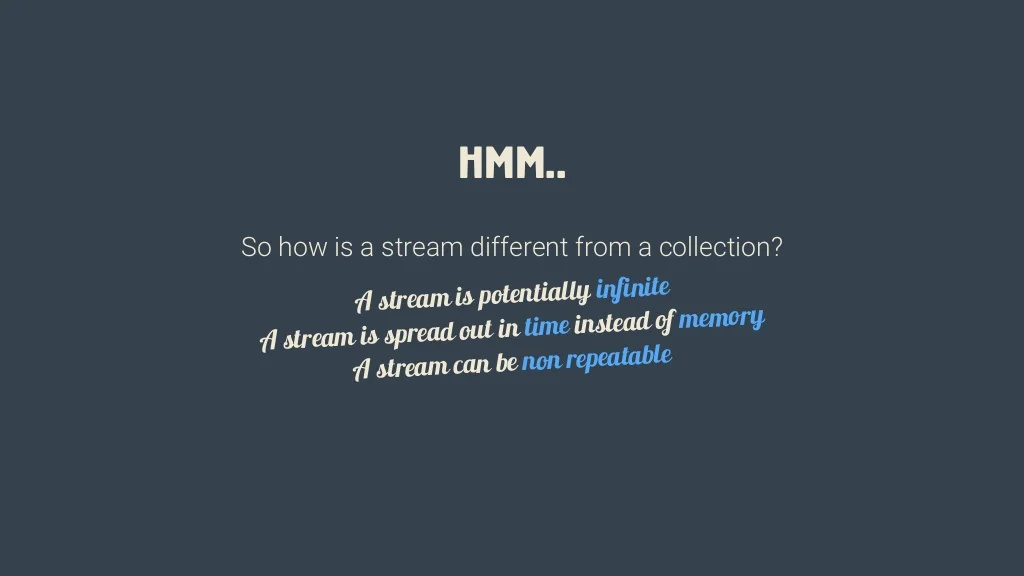 HMM..
So how is a stream different from a collection?
A stream is potentially infinite
A stream is spread out in time instead of memory
A stream can be non repeatable